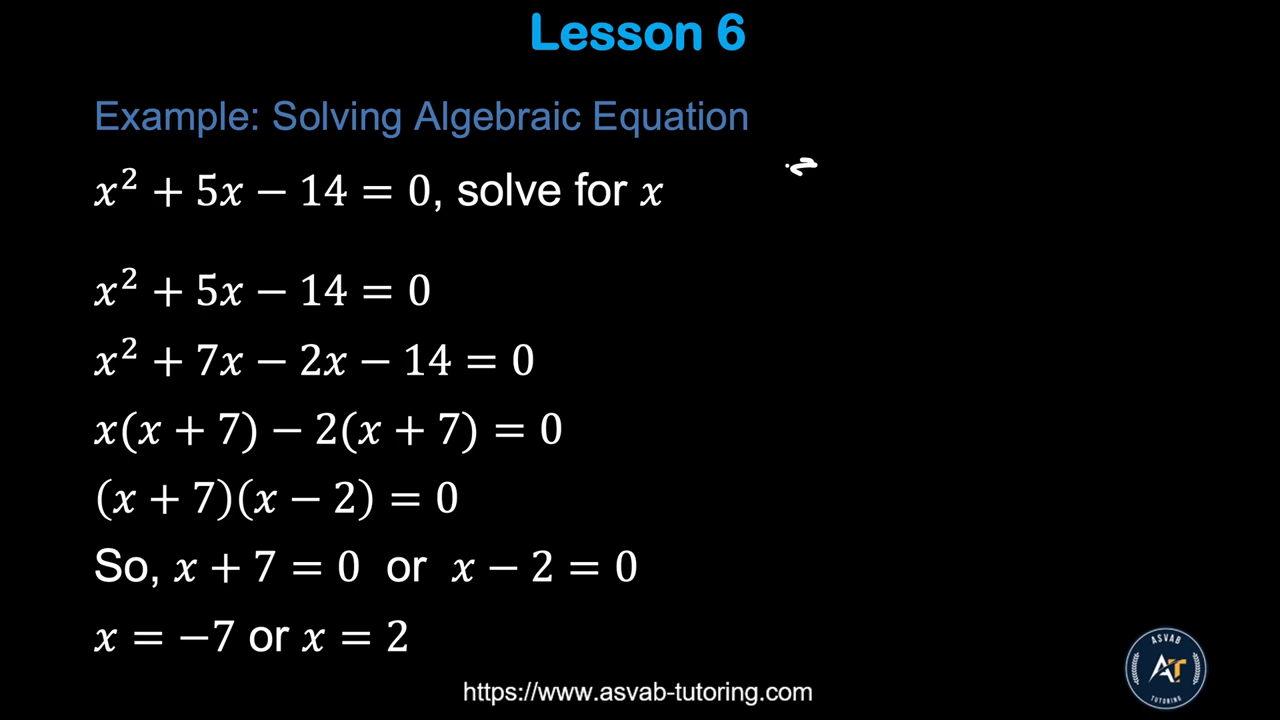 Lesson 6
Example: Solving Algebraic Equation
x² + 5x − 14 = 0, solve for x
x² + 5x − 14 = 0
x² + 7x − 2x − 14 = 0
x(x + 7) − 2(x + 7) = 0
(x + 7)(x − 2) = 0
So, x + 7 = 0 or x − 2 = 0
x = −7 or x = 2
ASVAB
AT
TUTORING
https://www.asvab-tutoring.com